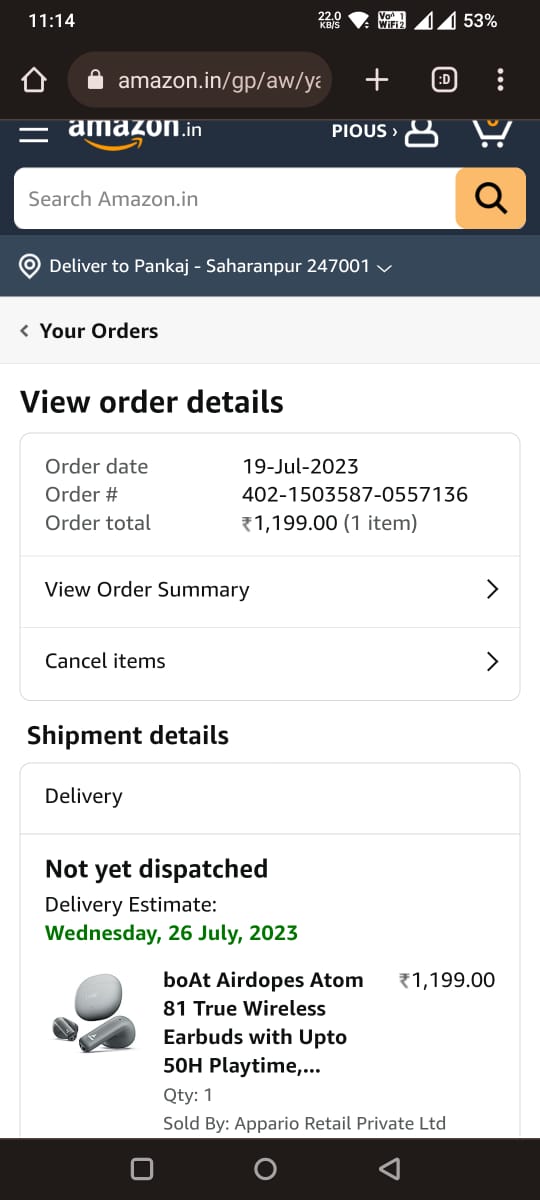 11:14
22.0 KB/S
Vo 1 WiFi2
53%
amazon.in/gp/aw/ya
:D
amazon.in
PIOUS ›
0
Search Amazon.in
Deliver to Pankaj - Saharanpur 247001
Your Orders
View order details
Order date 19-Jul-2023
Order # 402-1503587-0557136
Order total ₹1,199.00 (1 item)
View Order Summary
Cancel items
Shipment details
Delivery
Not yet dispatched
Delivery Estimate:
Wednesday, 26 July, 2023
boAt Airdopes Atom ₹1,199.00
81 True Wireless
Earbuds with Upto
50H Playtime,...
Qty: 1
Sold By: Appario Retail Private Ltd